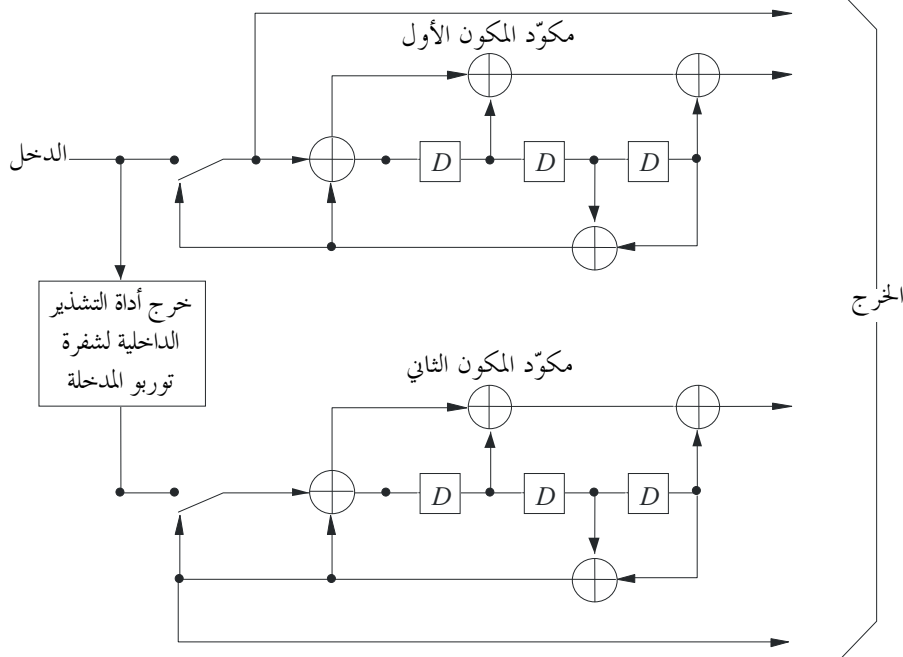 مكوّد المكون الأول
الدخل
D
D
D
خرج أداة التشذير
الداخلية لشفرة
توربو المدخلة
الخرج
مكوّد المكون الثاني
D
D
D